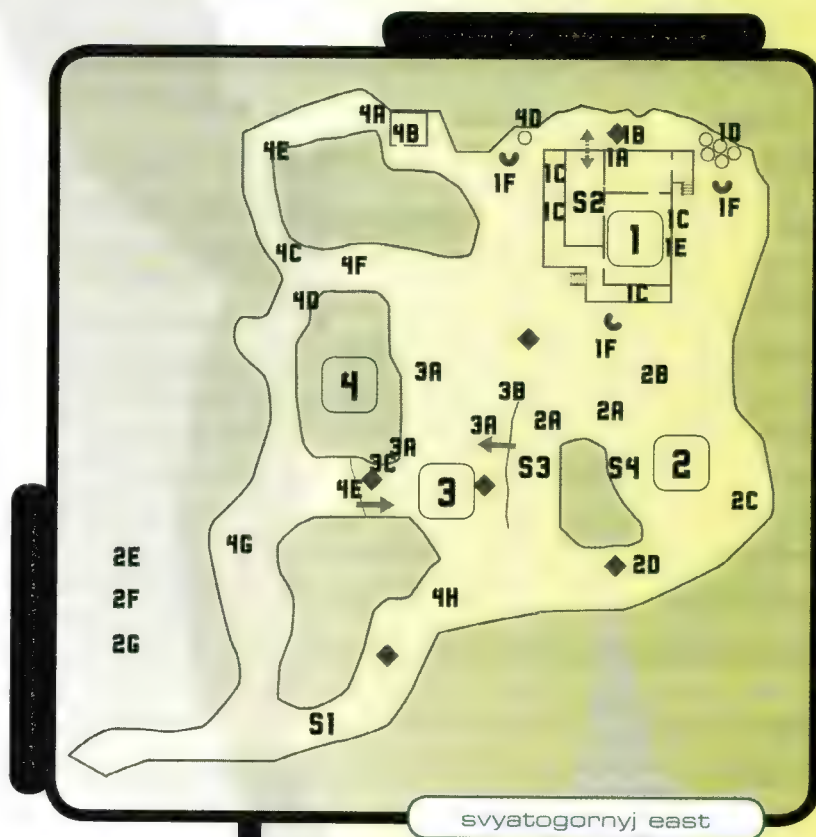 4A
4B
4D
1B
1D
4E
1A
1F
1C
1F
1C
S2
1C
1
1E
4C
4F
1C
4D
1F
3A
2B
4
3B
2A
3A
2A
3A
3C
S3
S4
2
4E
3
2C
4G
2E
2D
2F
4H
2G
S1
svyatogornyj east